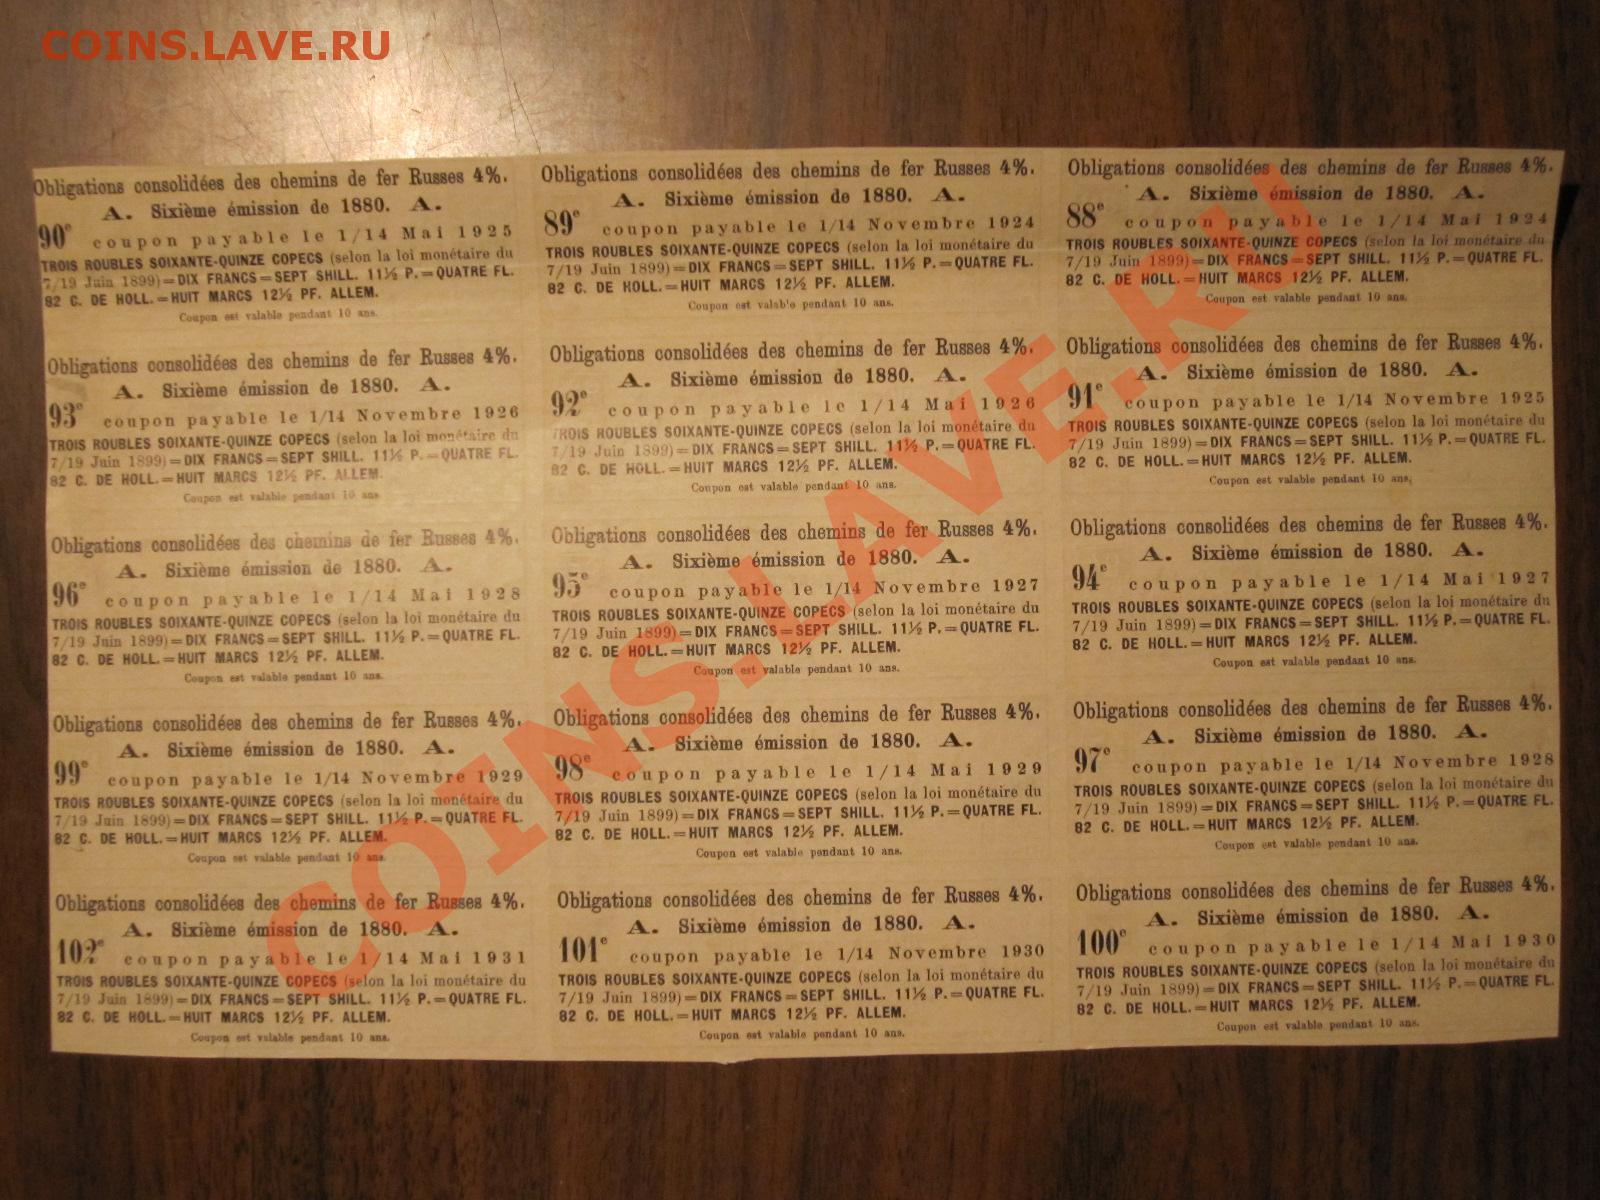 COINS.LAVE.RU
Obligations consolidées des chemins de fer Russes 4%.
A. Sixième émission de 1880. A.
90e coupon payable le 1/14 Mai 1925
TROIS ROUBLES SOIXANTE-QUINZE COPECS (selon la loi monétaire du
7/19 Juin 1899)=DIX FRANCS=SEPT SHILL. 11½ P.=QUATRE FL.
82 C. DE HOLL.=HUIT MARCS 12½ PF. ALLEM.
Coupon est valable pendant 10 ans.
Obligations consolidées des chemins de fer Russes 4%.
A. Sixième émission de 1880. A.
89e coupon payable le 1/14 Novembre 1924
TROIS ROUBLES SOIXANTE-QUINZE COPECS (selon la loi monétaire du
7/19 Juin 1899)=DIX FRANCS=SEPT SHILL. 11½ P.=QUATRE FL.
82 C. DE HOLL.=HUIT MARCS 12½ PF. ALLEM.
Coupon est valable pendant 10 ans.
Obligations consolidées des chemins de fer Russes 4%.
A. Sixième émission de 1880. A.
88e coupon payable le 1/14 Mai 1924
TROIS ROUBLES SOIXANTE-QUINZE COPECS (selon la loi monétaire du
7/19 Juin 1899)=DIX FRANCS=SEPT SHILL. 11½ P.=QUATRE FL.
82 C. DE HOLL.=HUIT MARCS 12½ PF. ALLEM.
Coupon est valable pendant 10 ans.
Obligations consolidées des chemins de fer Russes 4%.
A. Sixième émission de 1880. A.
93e coupon payable le 1/14 Novembre 1926
TROIS ROUBLES SOIXANTE-QUINZE COPECS (selon la loi monétaire du
7/19 Juin 1899)=DIX FRANCS=SEPT SHILL. 11½ P.=QUATRE FL.
82 C. DE HOLL.=HUIT MARCS 12½ PF. ALLEM.
Coupon est valable pendant 10 ans
Obligations consolidées des chemins de fer Russes 4%.
A. Sixième émission de 1880. A.
92e coupon payable le 1/14 Mai 1926
TROIS ROUBLES SOIXANTE-QUINZE COPECS (selon la loi monétaire du
7/19 Juin 1899)=DIX FRANCS=SEPT SHILL. 11½ P.=QUATRE FL.
82 C. DE HOLL.=HUIT MARCS 12½ PF. ALLEM.
Coupon est valable pendant 10 ans.
Obligations consolidées des chemins de fer Russes 4%.
A. Sixième émission de 1880. A.
91e coupon payable le 1/14 Novembre 1925
TROIS ROUBLES SOIXANTE-QUINZE COPECS (selon la loi monétaire du
7/19 Juin 1899)=DIX FRANCS=SEPT SHILL. 11½ P.=QUATRE FL.
82 C. DE HOLL.=HUIT MARCS 12½ PF. ALLEM.
Coupon est valable pendant 10 ans.
Obligations consolidées des chemins de fer Russes 4%.
A. Sixième émission de 1880. A.
96e coupon payable le 1/14 Mai 1928
TROIS ROUBLES SOIXANTE-QUINZE COPECS (selon la loi monétaire du
7/19 Juin 1899)=DIX FRANCS=SEPT SHILL. 11½ P.=QUATRE FL.
82 C. DE HOLL.=HUIT MARCS 12½ PF. ALLEM.
Coupon est valable pendant 10 ans.
Obligations consolidées des chemins de fer Russes 4%.
A. Sixième émission de 1880. A.
95e coupon payable le 1/14 Novembre 1927
TROIS ROUBLES SOIXANTE-QUINZE COPECS (selon la loi monétaire du
7/19 Juin 1899)=DIX FRANCS=SEPT SHILL. 11½ P.=QUATRE FL.
82 C. DE HOLL.=HUIT MARCS 12½ PF. ALLEM.
Coupon est valable pendant 10 ans.
Obligations consolidées des chemins de fer Russes 4%.
A. Sixième émission de 1880. A.
94e coupon payable le 1/14 Mai 1927
TROIS ROUBLES SOIXANTE-QUINZE COPECS (selon la loi monétaire du
7/19 Juin 1899)=DIX FRANCS=SEPT SHILL. 11½ P.=QUATRE FL.
82 C. DE HOLL.=HUIT MARCS 12½ PF. ALLEM.
Coupon est valable pendant 10 ans.
Obligations consolidées des chemins de fer Russes 4%.
A. Sixième émission de 1880. A.
99e coupon payable le 1/14 Novembre 1929
TROIS ROUBLES SOIXANTE-QUINZE COPECS (selon la loi monétaire du
7/19 Juin 1899)=DIX FRANCS=SEPT SHILL. 11½ P.=QUATRE FL.
82 C. DE HOLL.=HUIT MARCS 12½ PF. ALLEM.
Coupon est valable pendant 10 ans.
Obligations consolidées des chemins de fer Russes 4%.
A. Sixième émission de 1880. A.
98e coupon payable le 1/14 Mai 1929
TROIS ROUBLES SOIXANTE-QUINZE COPECS (selon la loi monétaire du
7/19 Juin 1899)=DIX FRANCS=SEPT SHILL. 11½ P.=QUATRE FL.
82 C. DE HOLL.=HUIT MARCS 12½ PF. ALLEM.
Coupon est valable pendant 10 ans.
Obligations consolidées des chemins de fer Russes 4%.
A. Sixième émission de 1880. A.
97e coupon payable le 1/14 Novembre 1928
TROIS ROUBLES SOIXANTE-QUINZE COPECS (selon la loi monétaire du
7/19 Juin 1899)=DIX FRANCS=SEPT SHILL. 11½ P.=QUATRE FL.
82 C. DE HOLL.=HUIT MARCS 12½ PF. ALLEM.
Coupon est valable pendant 10 ans.
Obligations consolidées des chemins de fer Russes 4%.
A. Sixième émission de 1880. A.
102e coupon payable le 1/14 Mai 1931
TROIS ROUBLES SOIXANTE-QUINZE COPECS (selon la loi monétaire du
7/19 Juin 1899)=DIX FRANCS=SEPT SHILL. 11½ P.=QUATRE FL.
82 C. DE HOLL.=HUIT MARCS 12½ PF. ALLEM.
Coupon est valable pendant 10 ans.
Obligations consolidées des chemins de fer Russes 4%.
A. Sixième émission de 1880. A.
101e coupon payable le 1/14 Novembre 1930
TROIS ROUBLES SOIXANTE-QUINZE COPECS (selon la loi monétaire du
7/19 Juin 1899)=DIX FRANCS=SEPT SHILL. 11½ P.=QUATRE FL.
82 C. DE HOLL.=HUIT MARCS 12½ PF. ALLEM.
Coupon est valable pendant 10 ans.
Obligations consolidées des chemins de fer Russes 4%.
A. Sixième émission de 1880. A.
100e coupon payable le 1/14 Mai 1930
TROIS ROUBLES SOIXANTE-QUINZE COPECS (selon la loi monétaire du
7/19 Juin 1899)=DIX FRANCS=SEPT SHILL. 11½ P.=QUATRE FL.
82 C. DE HOLL.=HUIT MARCS 12½ PF. ALLEM.
Coupon est valable pendant 10 ans.
COINS.LAVE.RU